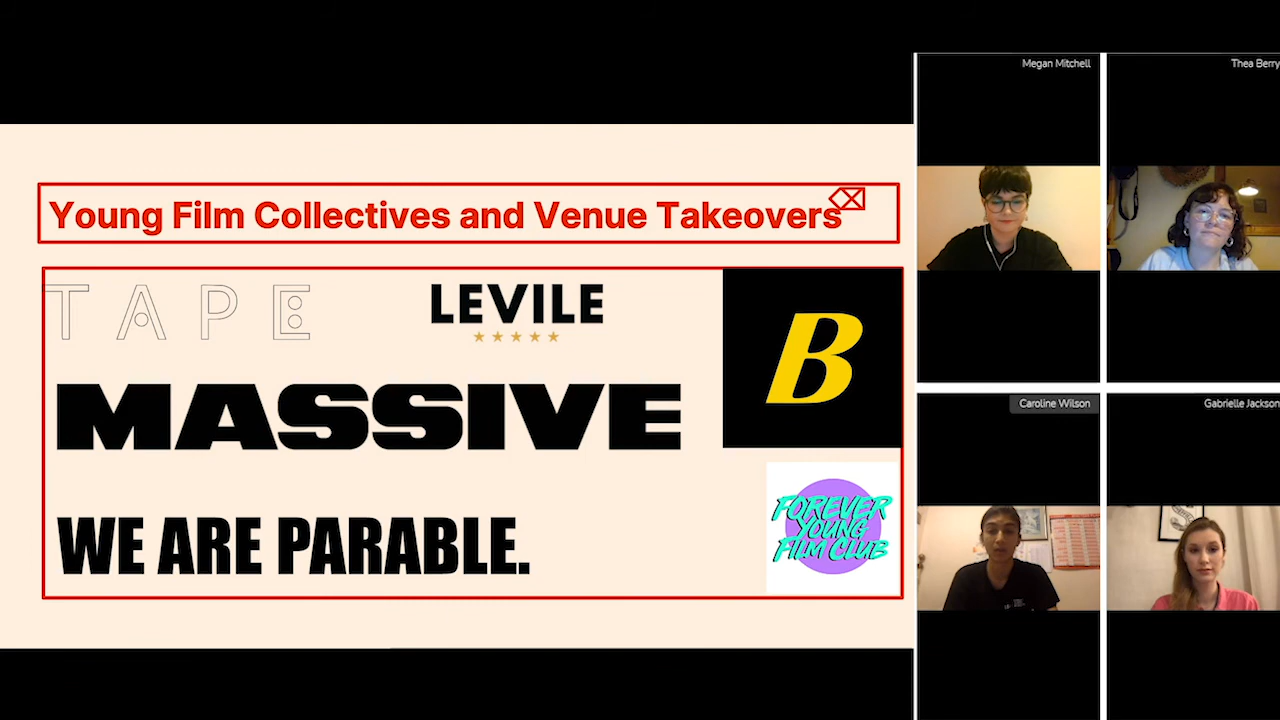 Megan Mitchell
Thea Berry
Young Film Collectives and Venue Takeovers
TAPE
LEVILE
B
MASSIVE
WE ARE PARABLE.
FOREVER
YOUNG
FILM CLUB
Caroline Wilson
Gabrielle Jackson